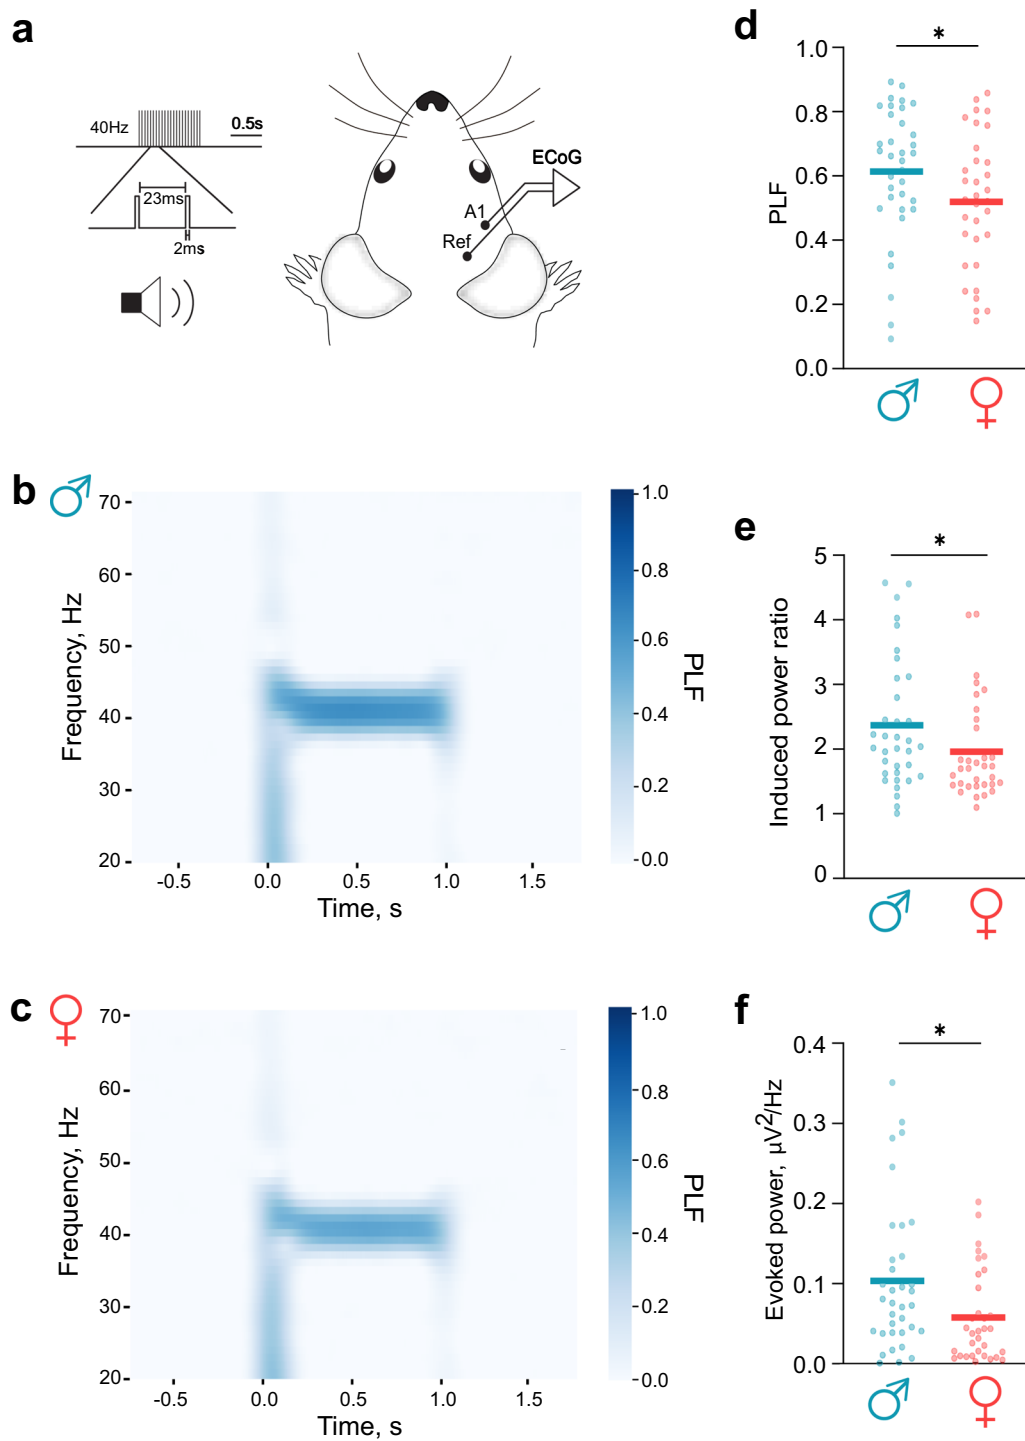 a
40Hz
0.5s
23ms
2ms
ECoG
A1
Ref
b
70
60
50
40
30
20
Frequency, Hz
-0.5
0.0
0.5
1.0
1.5
Time, s
1.0
0.8
0.6
0.4
0.2
0.0
PLF
c
70
60
50
40
30
20
Frequency, Hz
-0.5
0.0
0.5
1.0
1.5
Time, s
1.0
0.8
0.6
0.4
0.2
0.0
PLF
d
*
1.0
0.8
0.6
0.4
0.2
0.0
PLF
♂ ♀
e
*
5
4
3
2
1
0
Induced power ratio
♂ ♀
f
*
0.4
0.3
0.2
0.1
0.0
Evoked power, µV²/Hz
♂ ♀